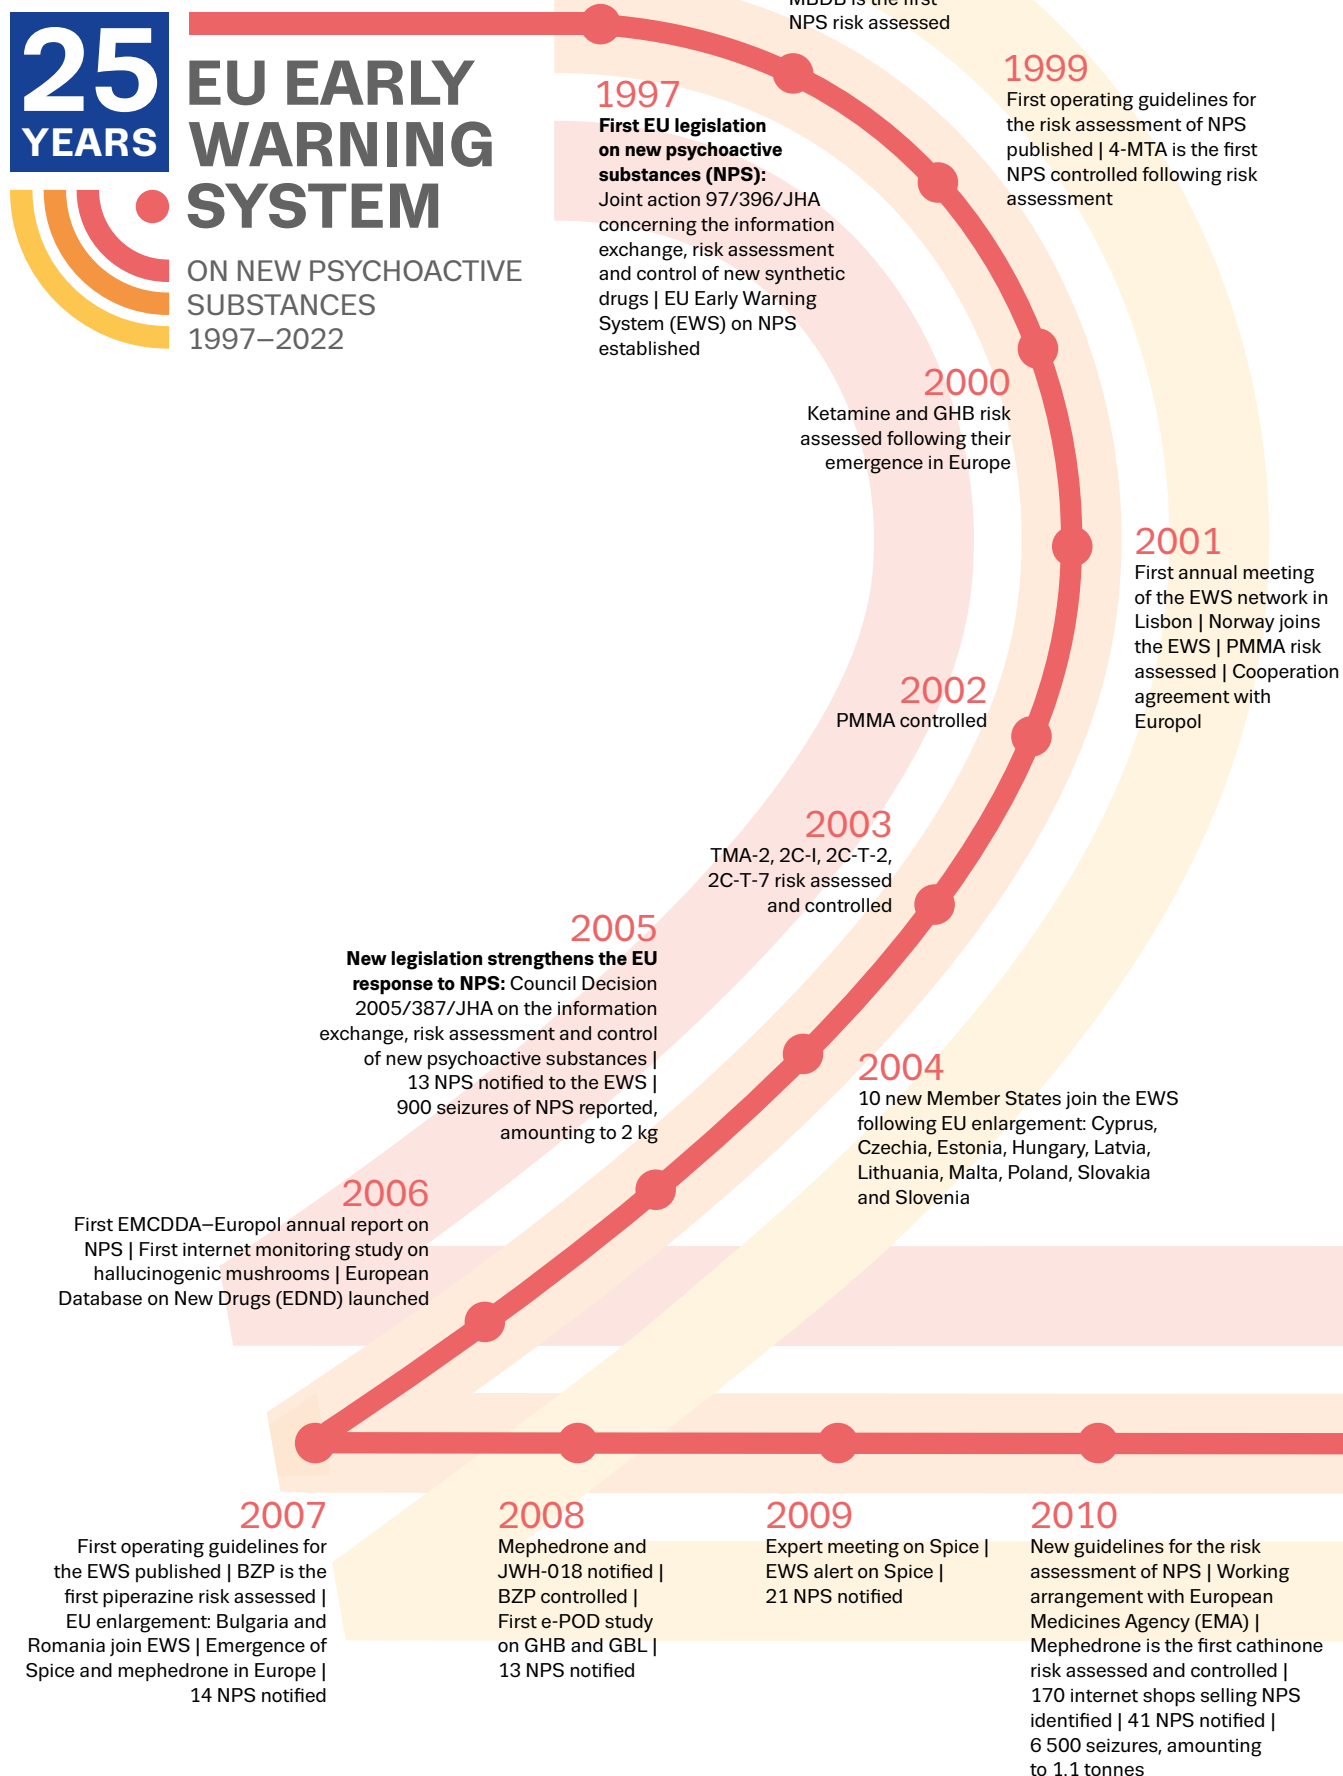 25
YEARS
EU EARLY
WARNING
SYSTEM
ON NEW PSYCHOACTIVE
SUBSTANCES
1997–2022
1997
First EU legislation
on new psychoactive
substances (NPS):
Joint action 97/396/JHA
concerning the information
exchange, risk assessment
and control of new synthetic
drugs | EU Early Warning
System (EWS) on NPS
established
MBDB is the first
NPS risk assessed
1999
First operating guidelines for
the risk assessment of NPS
published | 4-MTA is the first
NPS controlled following risk
assessment
2000
Ketamine and GHB risk
assessed following their
emergence in Europe
2001
First annual meeting
of the EWS network in
Lisbon | Norway joins
the EWS | PMMA risk
assessed | Cooperation
agreement with
Europol
2002
PMMA controlled
2003
TMA-2, 2C-I, 2C-T-2,
2C-T-7 risk assessed
and controlled
2004
10 new Member States join the EWS
following EU enlargement: Cyprus,
Czechia, Estonia, Hungary, Latvia,
Lithuania, Malta, Poland, Slovakia
and Slovenia
2005
New legislation strengthens the EU
response to NPS: Council Decision
2005/387/JHA on the information
exchange, risk assessment and control
of new psychoactive substances |
13 NPS notified to the EWS |
900 seizures of NPS reported,
amounting to 2 kg
2006
First EMCDDA–Europol annual report on
NPS | First internet monitoring study on
hallucinogenic mushrooms | European
Database on New Drugs (EDND) launched
2007
First operating guidelines for
the EWS published | BZP is the
first piperazine risk assessed |
EU enlargement: Bulgaria and
Romania join EWS | Emergence of
Spice and mephedrone in Europe |
14 NPS notified
2008
Mephedrone and
JWH-018 notified |
BZP controlled |
First e-POD study
on GHB and GBL |
13 NPS notified
2009
Expert meeting on Spice |
EWS alert on Spice |
21 NPS notified
2010
New guidelines for the risk
assessment of NPS | Working
arrangement with European
Medicines Agency (EMA) |
Mephedrone is the first cathinone
risk assessed and controlled |
170 internet shops selling NPS
identified | 41 NPS notified |
6 500 seizures, amounting
to 1.1 tonnes